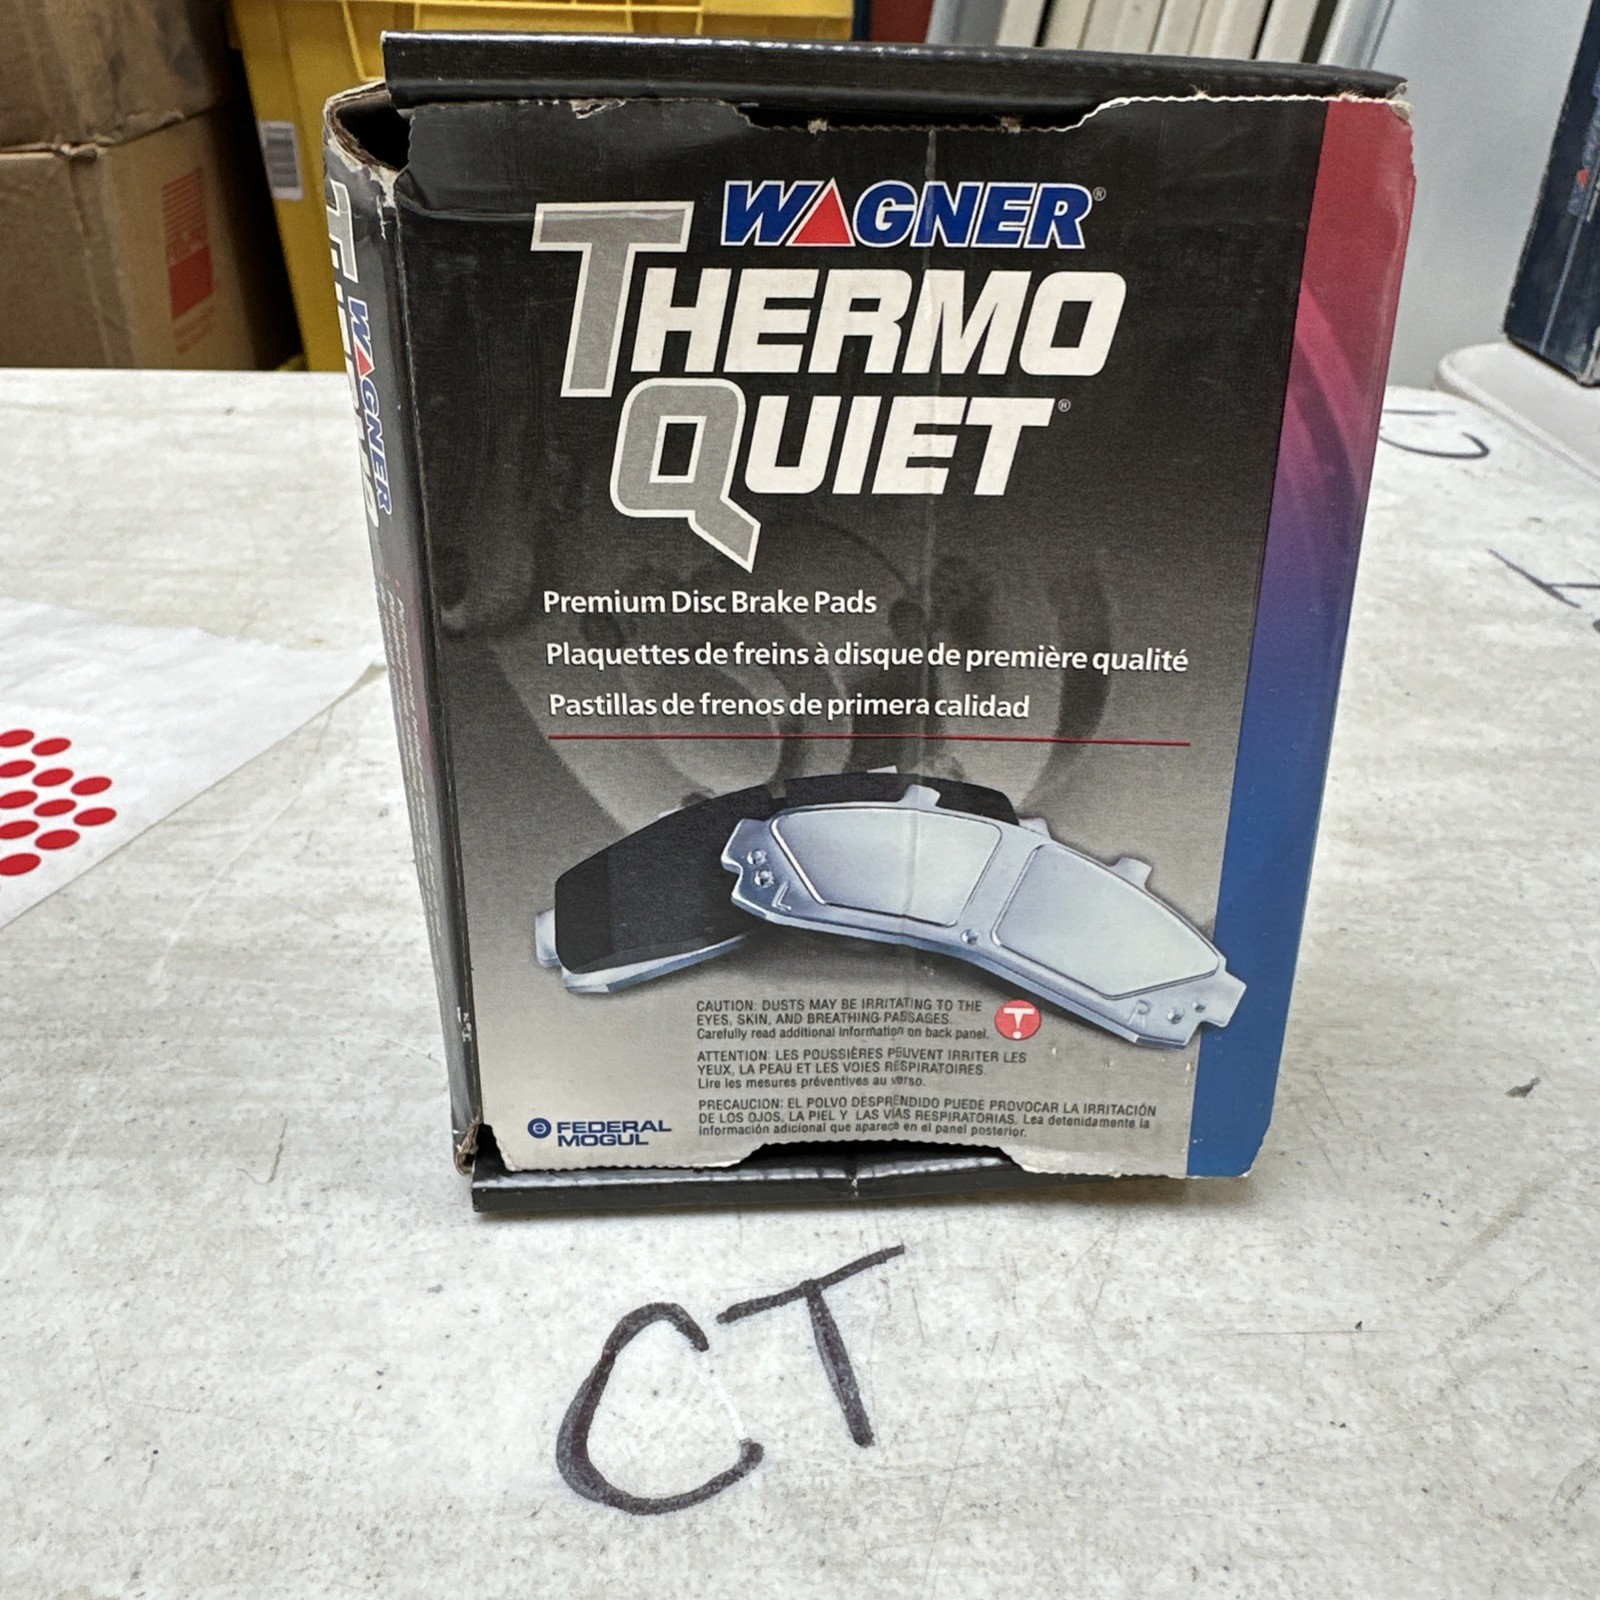 WAGNER®
THERMO
QUIET®
Premium Disc Brake Pads
Plaquettes de freins à disque de première qualité
Pastillas de frenos de primera calidad
CAUTION: DUSTS MAY BE IRRITATING TO THE
EYES, SKIN, AND BREATHING PASSAGES.
Carefully read additional information on back panel.
ATTENTION: LES POUSSIÈRES PEUVENT IRRITER LES
YEUX, LA PEAU ET LES VOIES RESPIRATOIRES.
Lire les mesures préventives au verso.
PRECAUCION: EL POLVO DESPRENDIDO PUEDE PROVOCAR LA IRRITACIÓN
DE LOS OJOS, LA PIEL Y LAS VIAS RESPIRATORIAS. Lea detenidamente la
información adicional que aparece en el panel posterior.
FEDERAL
MOGUL
WAGNER
CT